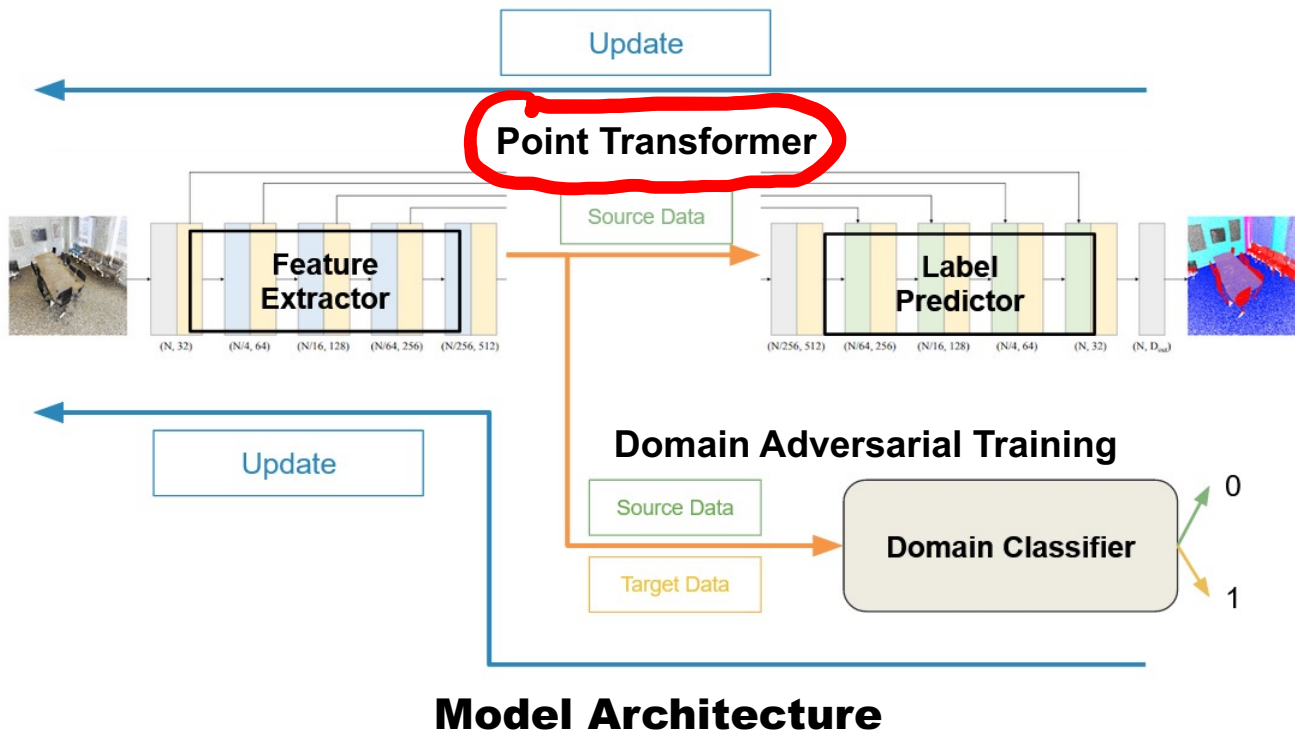 Update
Point Transformer
Source Data
Feature
Extractor
Label
Predictor
(N, 32) (N/4, 64) (N/16, 128) (N/64, 256) (N/256, 512) (N/256, 512) (N/64, 256) (N/16, 128) (N/4, 64) (N, 32) (N, Dout)
Update
Domain Adversarial Training
Source Data
0
Domain Classifier
Target Data
1
Model Architecture